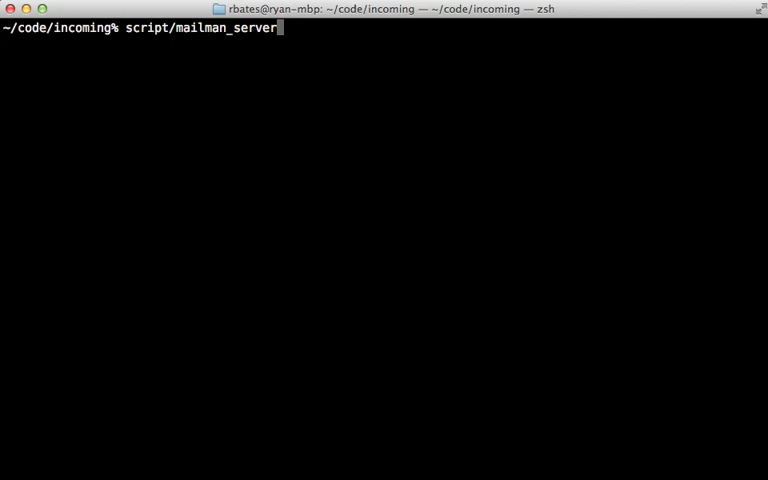 rbates@ryan-mbp: ~/code/incoming — ~/code/incoming — zsh
~/code/incoming% script/mailman_server